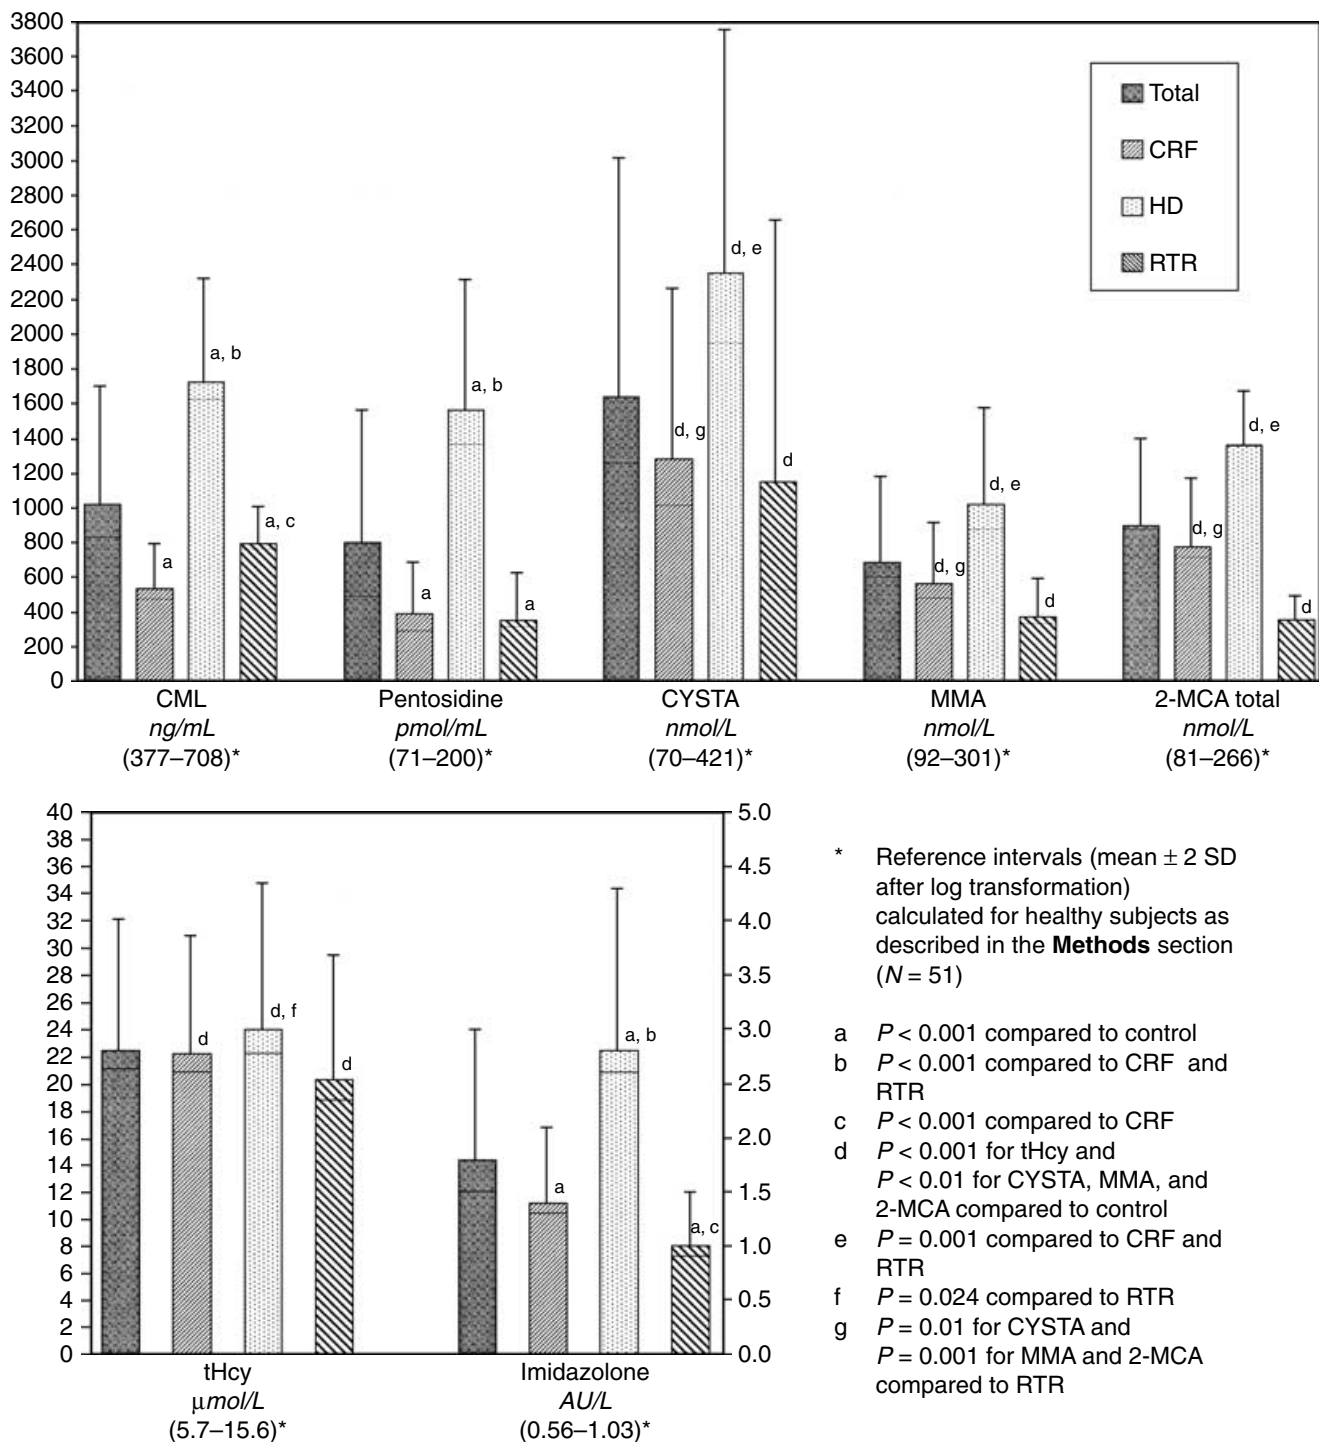 3800
3600
3400
3200
3000
2800
2600
2400
2200
2000
1800
1600
1400
1200
1000
800
600
400
200
0
Total
CRF
HD
RTR
a
a, b
a, c
a
a, b
a
d, g
d, e
d
d, g
d, e
d
d, g
d, e
d
CML
ng/mL
(377–708)*
Pentosidine
pmol/mL
(71–200)*
CYSTA
nmol/L
(70–421)*
MMA
nmol/L
(92–301)*
2-MCA total
nmol/L
(81–266)*
40
38
36
34
32
30
28
26
24
22
20
18
16
14
12
10
8
6
4
2
0
d
d, f
d
a
a, b
a, c
5.0
4.5
4.0
3.5
3.0
2.5
2.0
1.5
1.0
0.5
0.0
tHcy
μmol/L
(5.7–15.6)*
Imidazolone
AU/L
(0.56–1.03)*
* Reference intervals (mean ± 2 SD
after log transformation)
calculated for healthy subjects as
described in the Methods section
(N = 51)
a P < 0.001 compared to control
b P < 0.001 compared to CRF and
RTR
c P < 0.001 compared to CRF
d P < 0.001 for tHcy and
P < 0.01 for CYSTA, MMA, and
2-MCA compared to control
e P = 0.001 compared to CRF and
RTR
f P = 0.024 compared to RTR
g P = 0.01 for CYSTA and
P = 0.001 for MMA and 2-MCA
compared to RTR